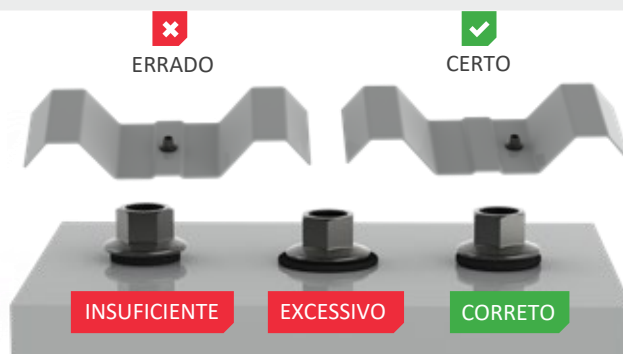 ERRADO
CERTO
INSUFICIENTE
EXCESSIVO
CORRETO